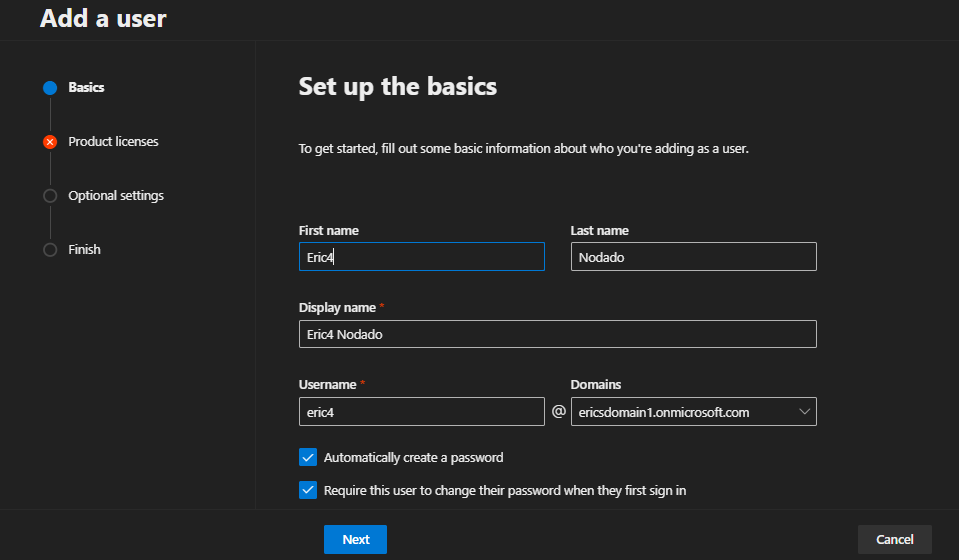 Add a user
Basics
Product licenses
Optional settings
Finish
Set up the basics
To get started, fill out some basic information about who you're adding as a user.
First name
Last name
Eric4
Nodado
Display name *
Eric4 Nodado
Username *
Domains
eric4
@
ericsdomain1.onmicrosoft.com
Automatically create a password
Require this user to change their password when they first sign in
Next
Cancel